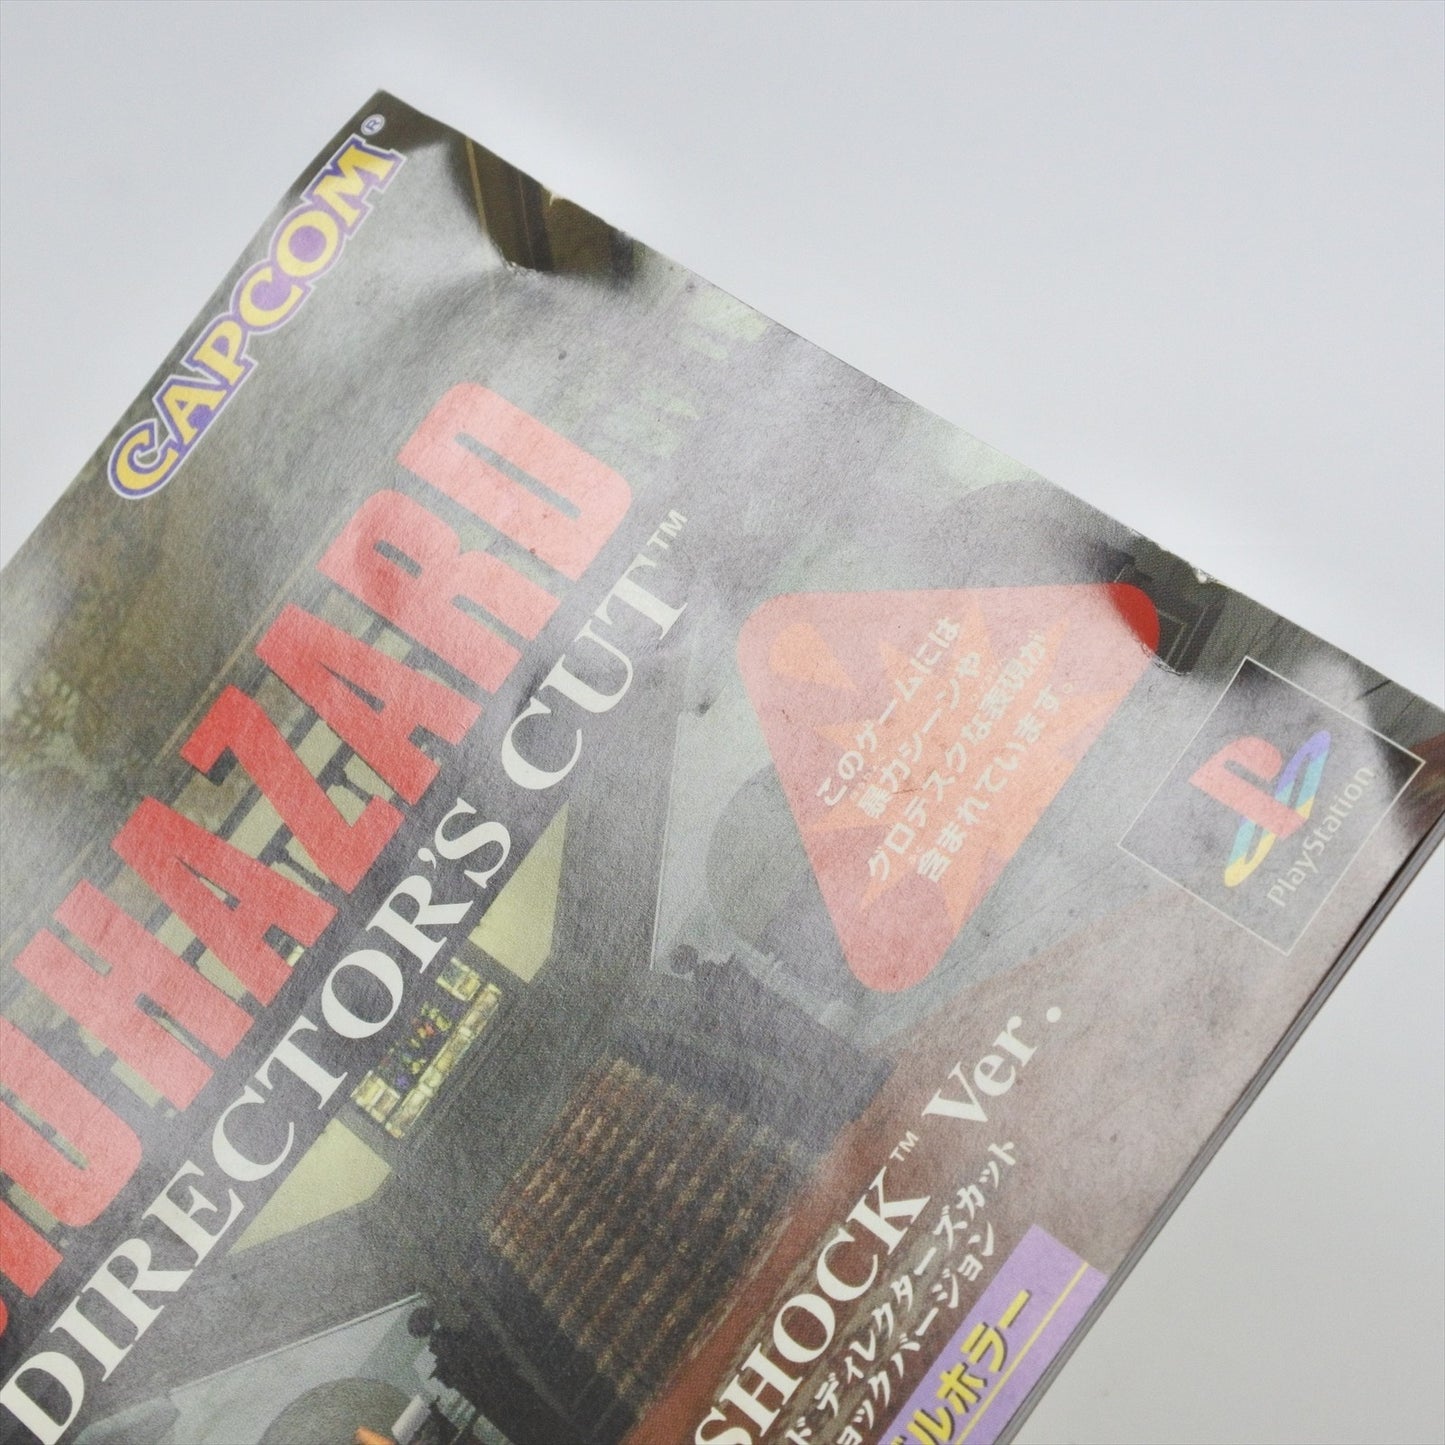 CAPCOM®
OHAZARD
DIRECTOR'S CUT™
このゲームには
暴力シーンや
グロテスクな表現が
含まれています。
PlayStation
SHOCK™ Ver.
ド ディレクターズカット
ョックバージョン
ルホラー